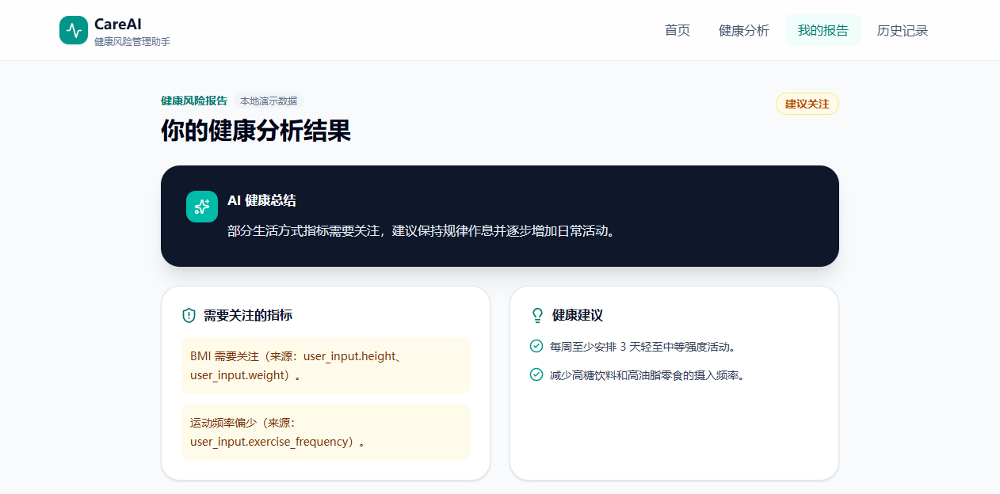 CareAI
健康风险管理助手
首页
健康分析
我的报告
历史记录
健康风险报告
本地演示数据
建议关注
你的健康分析结果
AI 健康总结
部分生活方式指标需要关注，建议保持规律作息并逐步增加日常活动。
需要关注的指标
BMI 需要关注（来源：user_input.height、
user_input.weight）。
运动频率偏少（来源：
user_input.exercise_frequency）。
健康建议
每周至少安排 3 天轻至中等强度活动。
减少高糖饮料和高油脂零食的摄入频率。